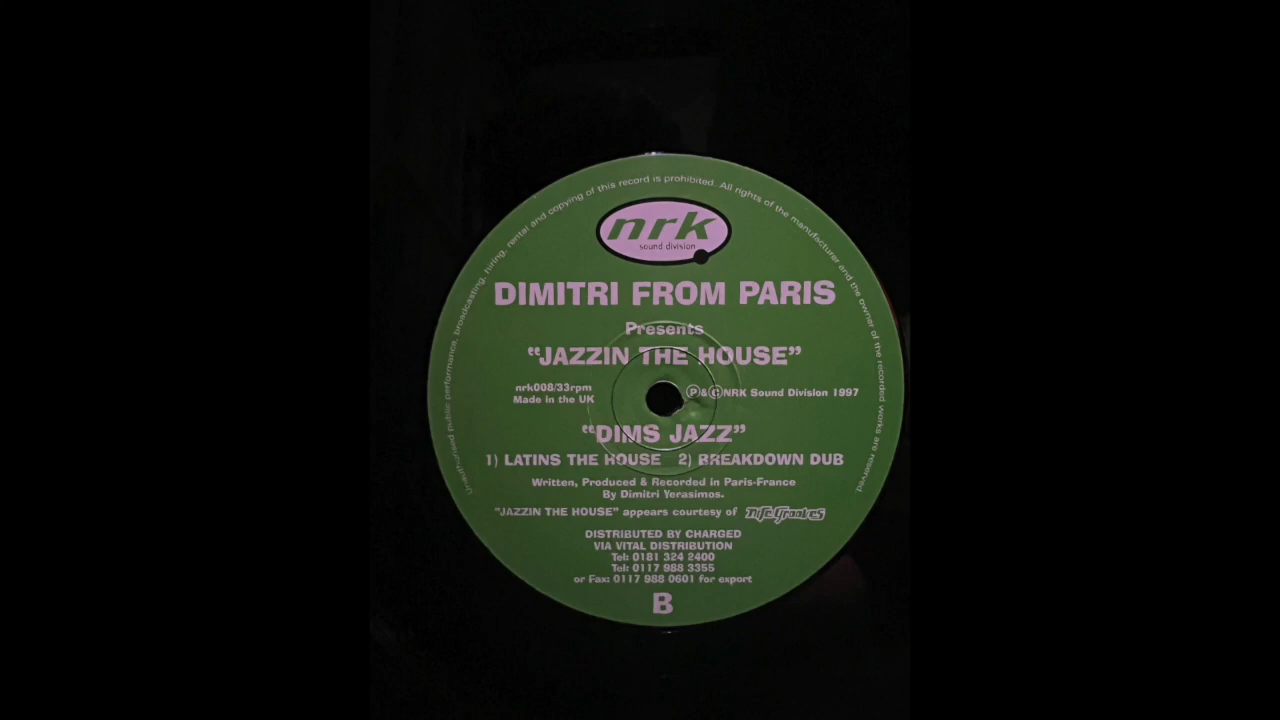 Unauthorised public performance, broadcasting, hiring, rental and copying of this record is prohibited. All rights of the manufacturer and the owner of the recorded works are reserved.
nrk
sound division
DIMITRI FROM PARIS
Presents
"JAZZIN THE HOUSE"
nrk008/33rpm
Made in the UK
Ⓟ&ⒸNRK Sound Division 1997
"DIMS JAZZ"
1) LATINS THE HOUSE 2) BREAKDOWN DUB
Written, Produced & Recorded in Paris-France
By Dimitri Yerasimos.
"JAZZIN THE HOUSE" appears courtesy of nite Grooves
DISTRIBUTED BY CHARGED
VIA VITAL DISTRIBUTION
Tel: 0181 324 2400
Tel: 0117 988 3355
or Fax: 0117 988 0601 for export
B